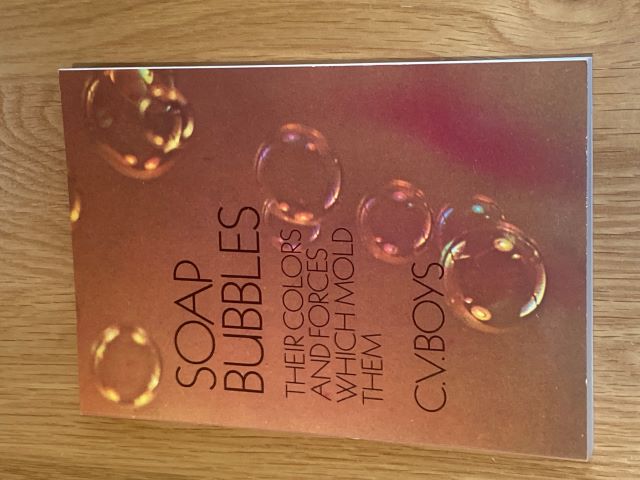 SOAP
BUBBLES
THEIR COLORS
AND FORCES
WHICH MOLD
THEM
C.V.BOYS